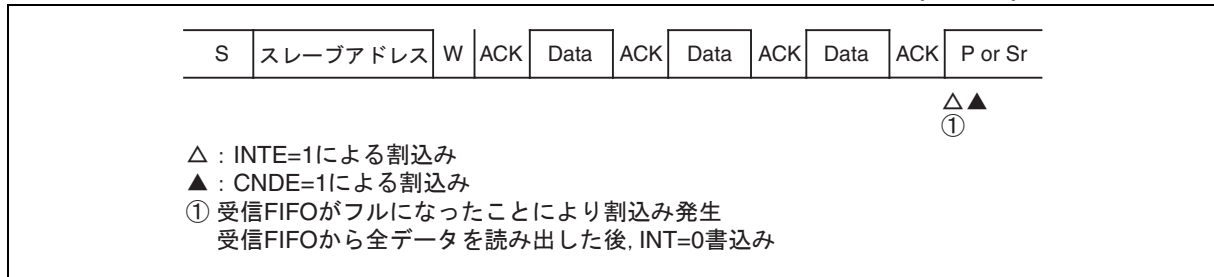 S スレーブアドレス W ACK Data ACK Data ACK Data ACK P or Sr
△▲
①
△：INTE=1による割込み
▲：CNDE=1による割込み
① 受信FIFOがフルになったことにより割込み発生
受信FIFOから全データを読み出した後, INT=0書込み